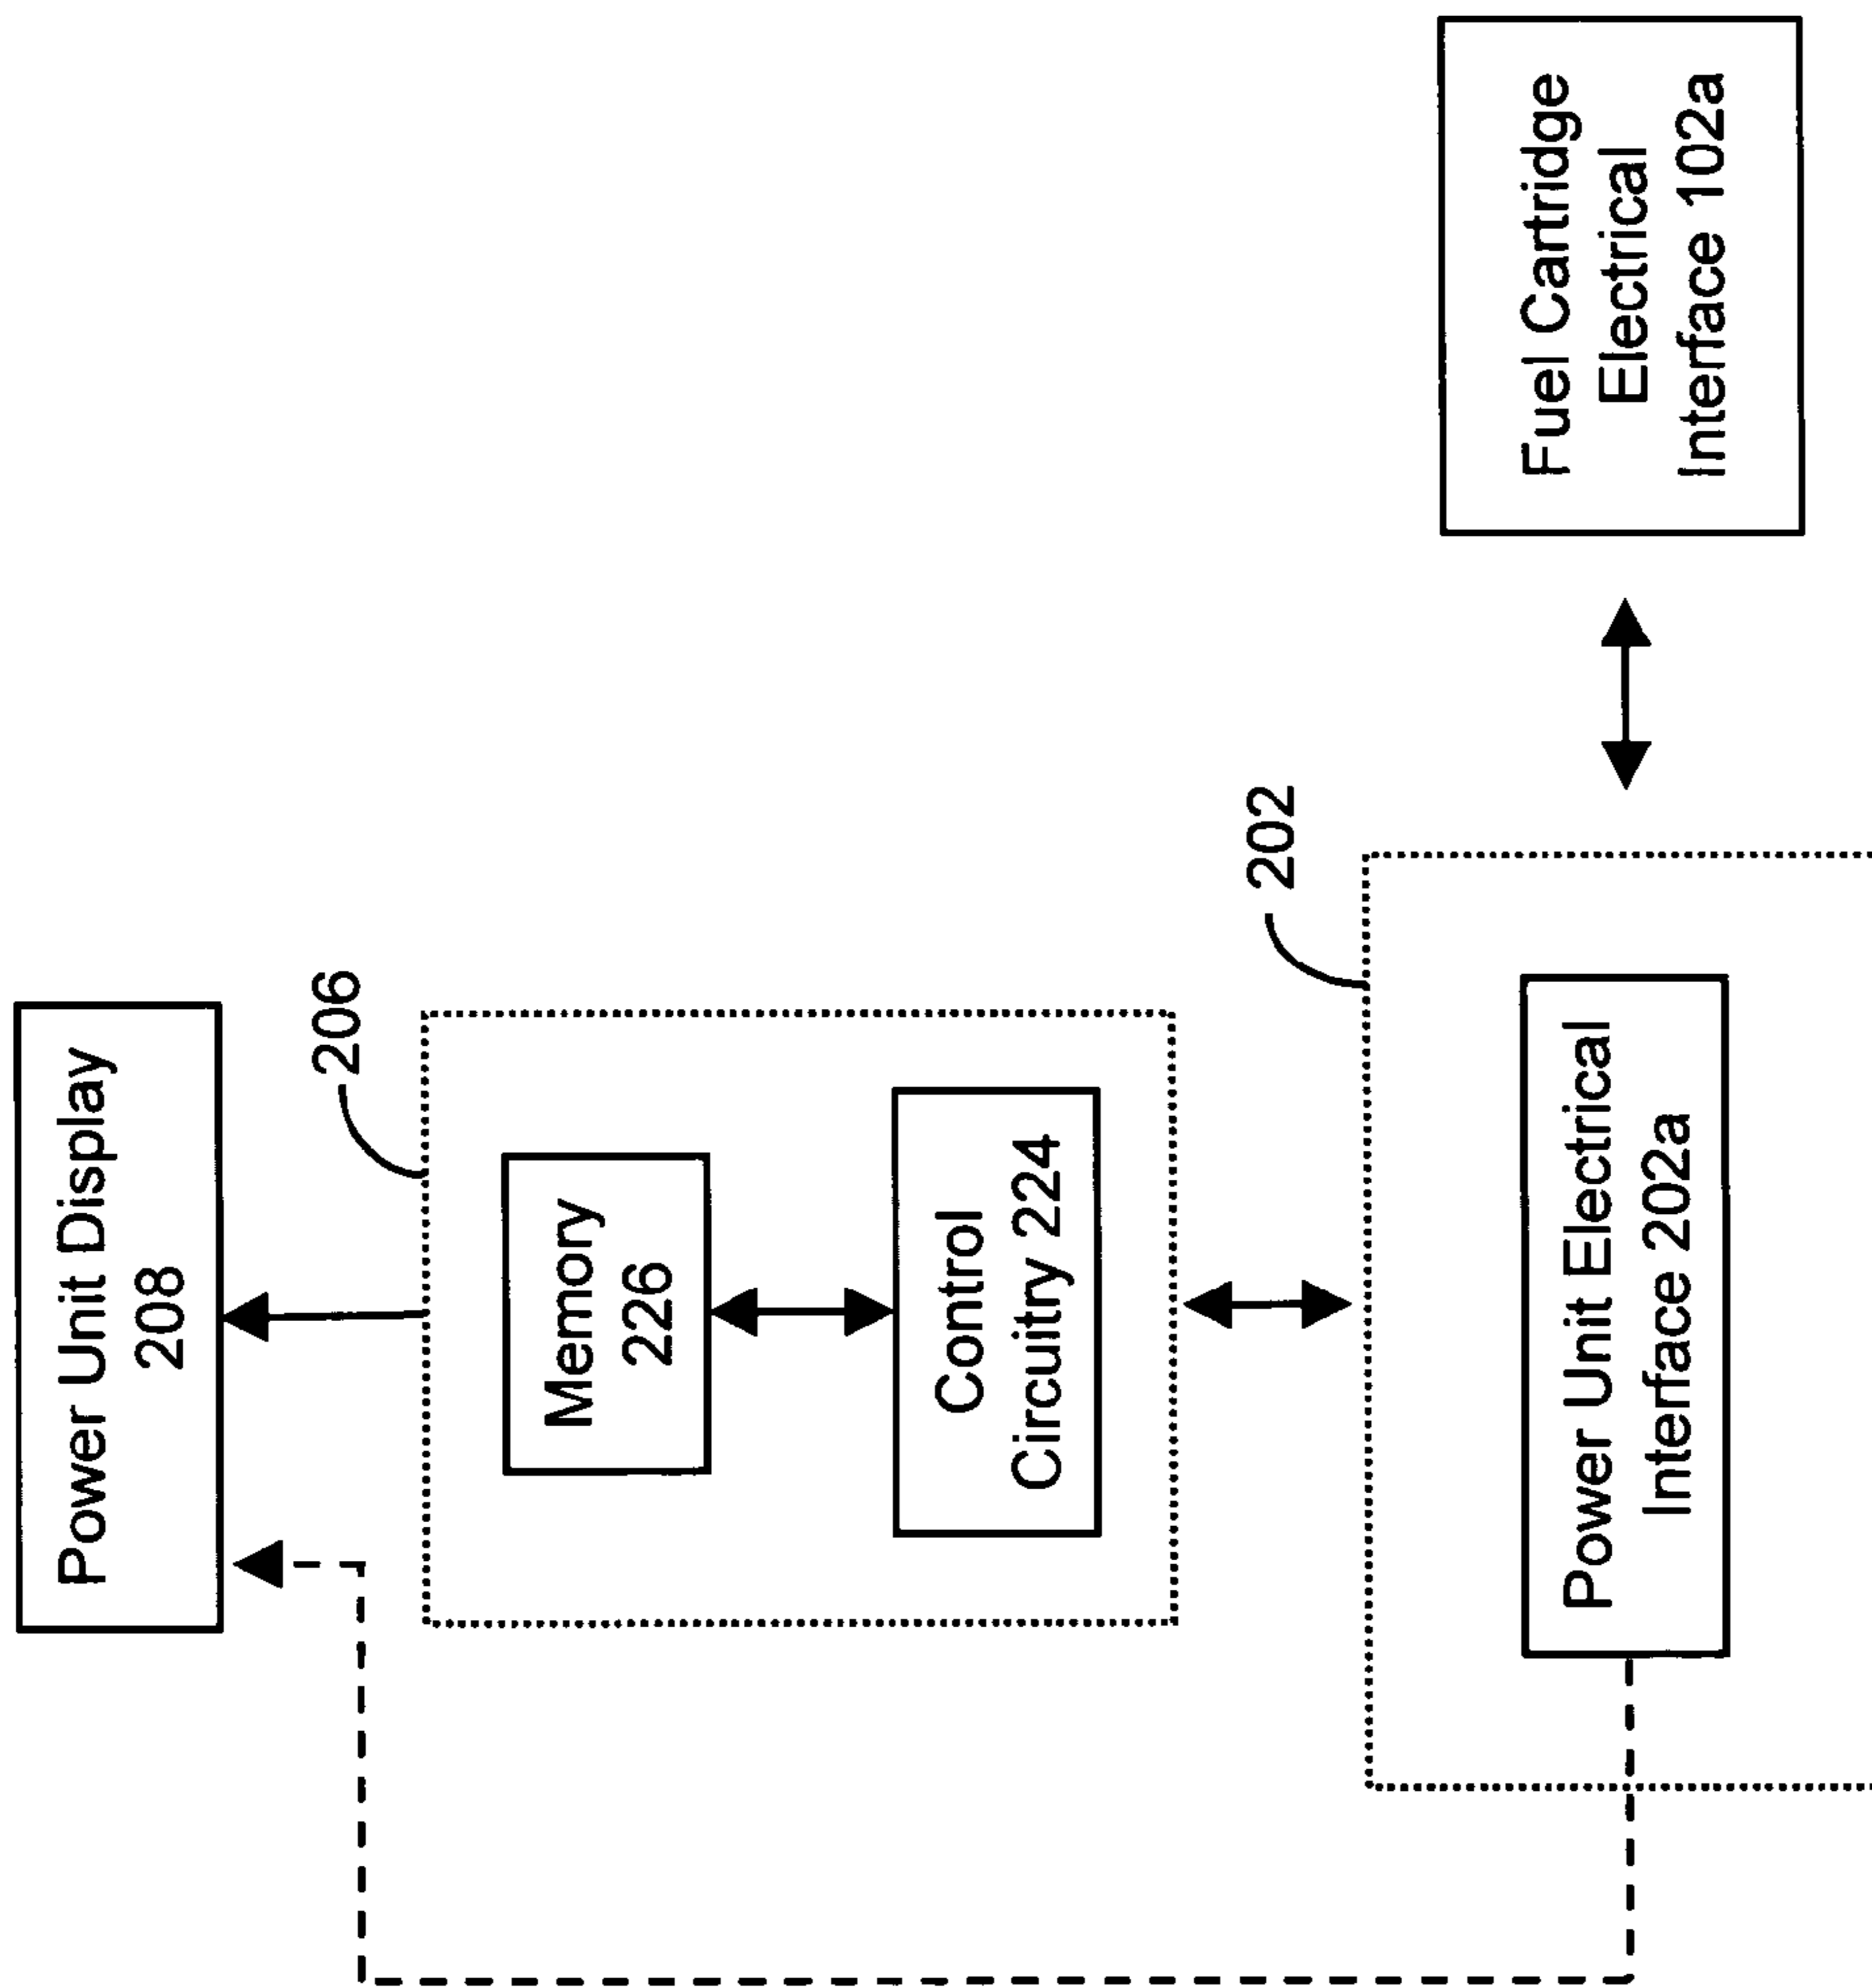 Power Unit Display
208
206
Memory
226
Control
Circuitry 224
202
Power Unit Electrical
Interface 202a
Fuel Cartridge
Electrical
Interface 102a